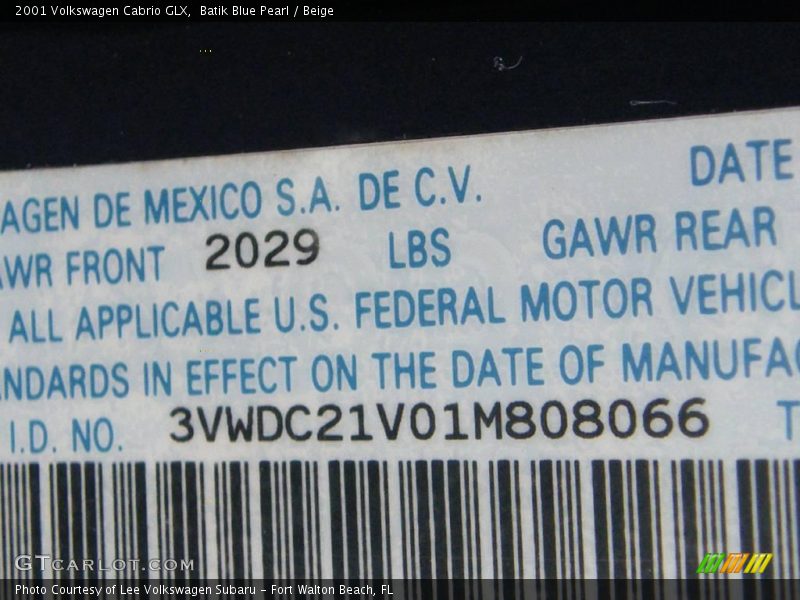 2001 Volkswagen Cabrio GLX, Batik Blue Pearl / Beige
AGEN DE MEXICO S.A. DE C.V. DATE
WR FRONT 2029 LBS GAWR REAR
ALL APPLICABLE U.S. FEDERAL MOTOR VEHICL
NDARDS IN EFFECT ON THE DATE OF MANUFAC
I.D. NO. 3VWDC21V01M808066 T
GTCARLOT.COM
Photo Courtesy of Lee Volkswagen Subaru - Fort Walton Beach, FL